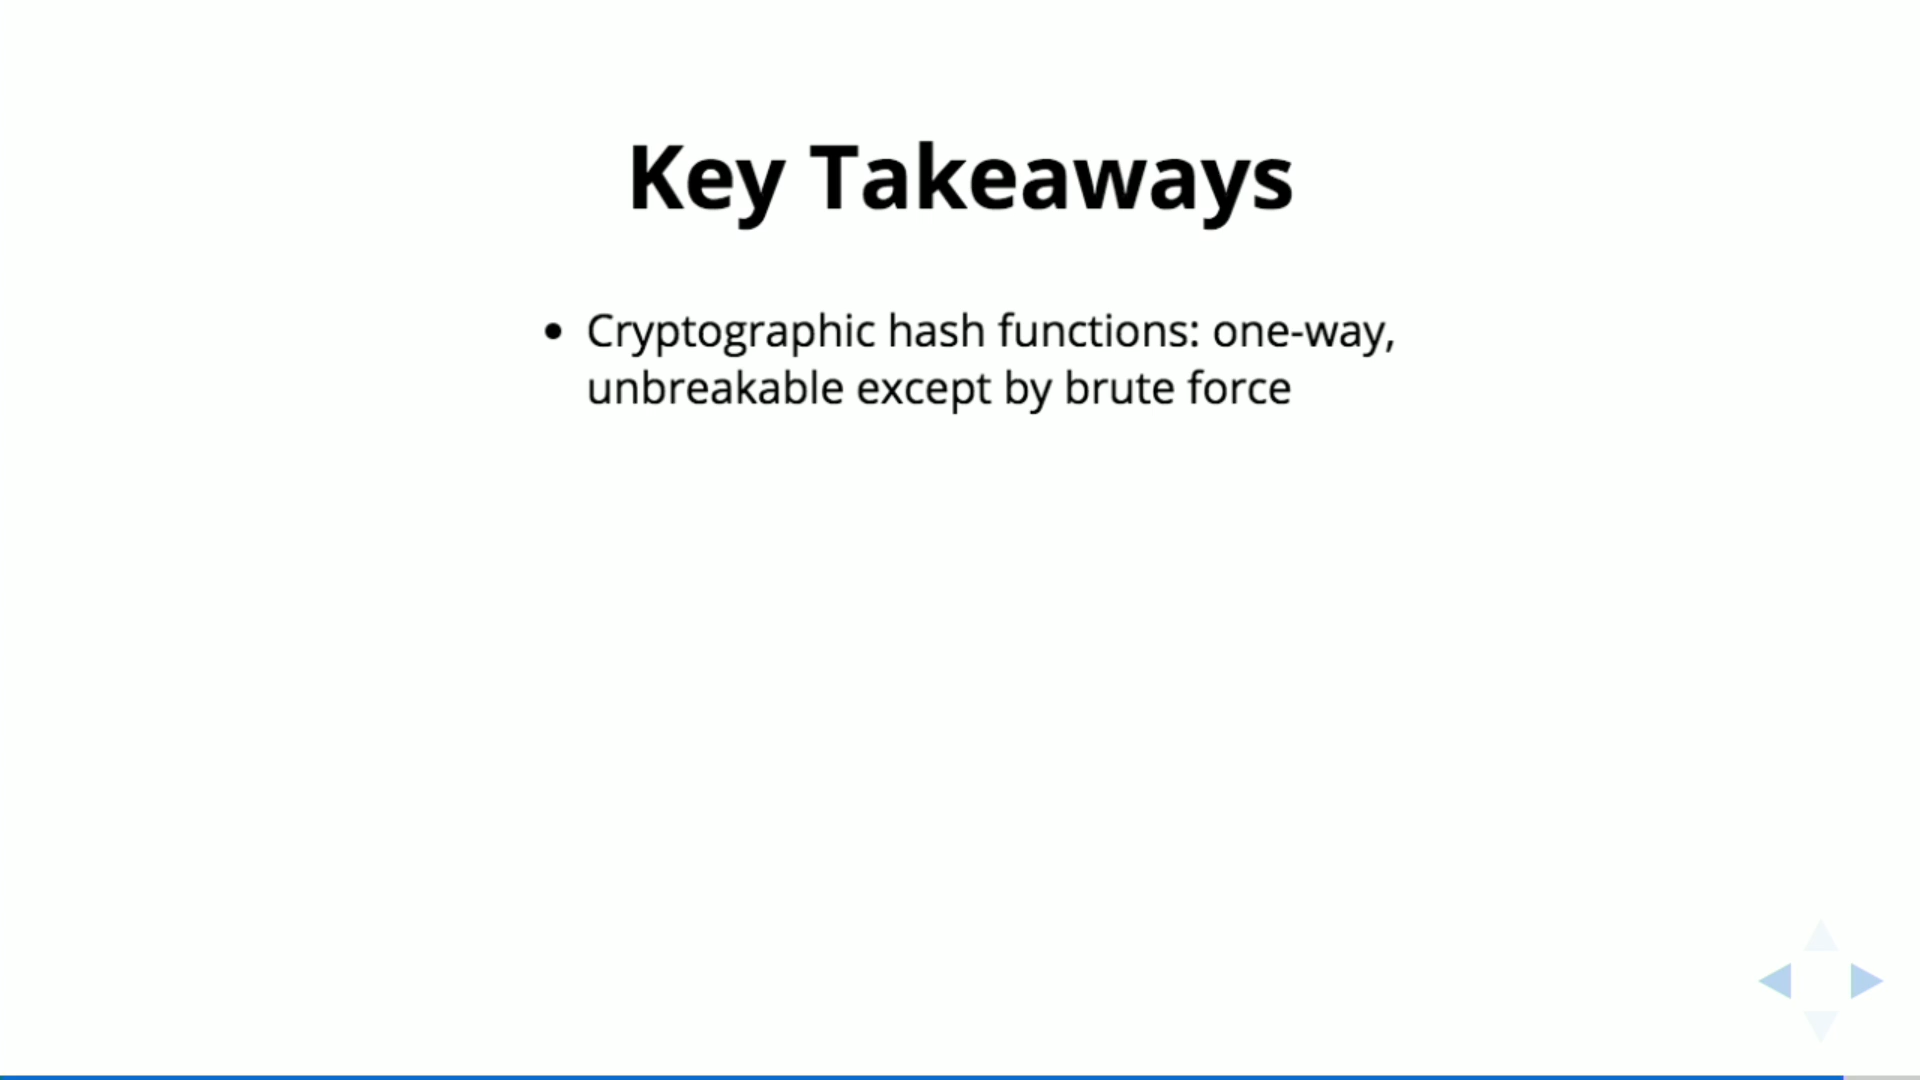 Key Takeaways
• Cryptographic hash functions: one-way,
unbreakable except by brute force